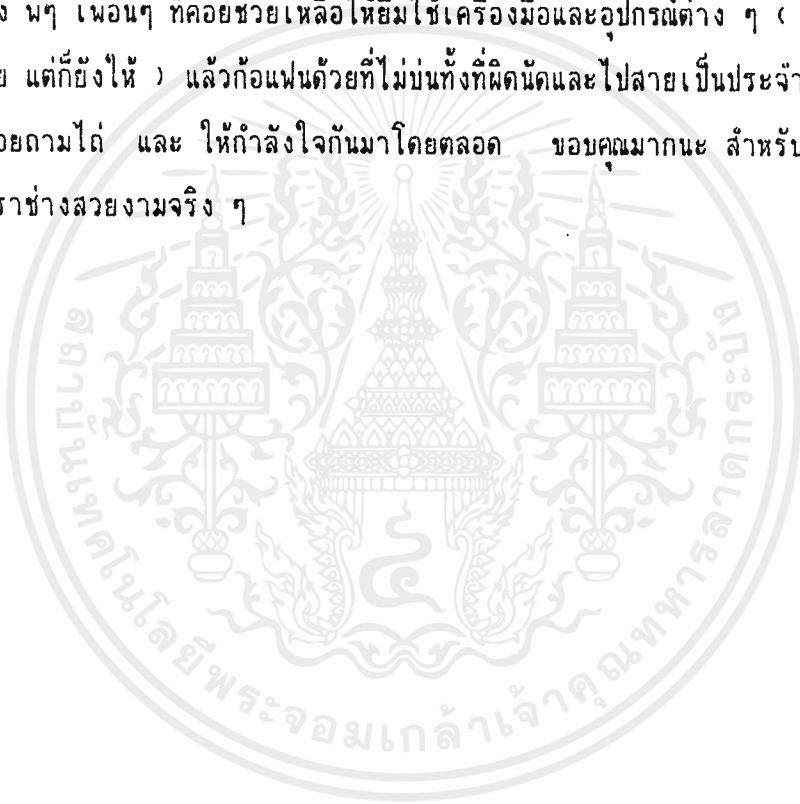 ง พี่ๆ เพื่อนๆ ที่คอยช่วยเหลือให้ยืมใช้เครื่องมือและอุปกรณ์ต่าง ๆ (
ย แต่ก็ยังให้ ) แล้วก้อแฟนด้วยที่ไม่บ่นทั้งที่ผิดนัดและไปสายเป็นประจำ
อยถามไถ่ และ ให้กำลังใจกันมาโดยตลอด ขอบคุณมากนะ สำหรับ
ราช่างสวยงามจริง ๆ
สถาบันเทคโนโลยีพระจอมเกล้าเจ้าคุณทหารลาดกระบัง